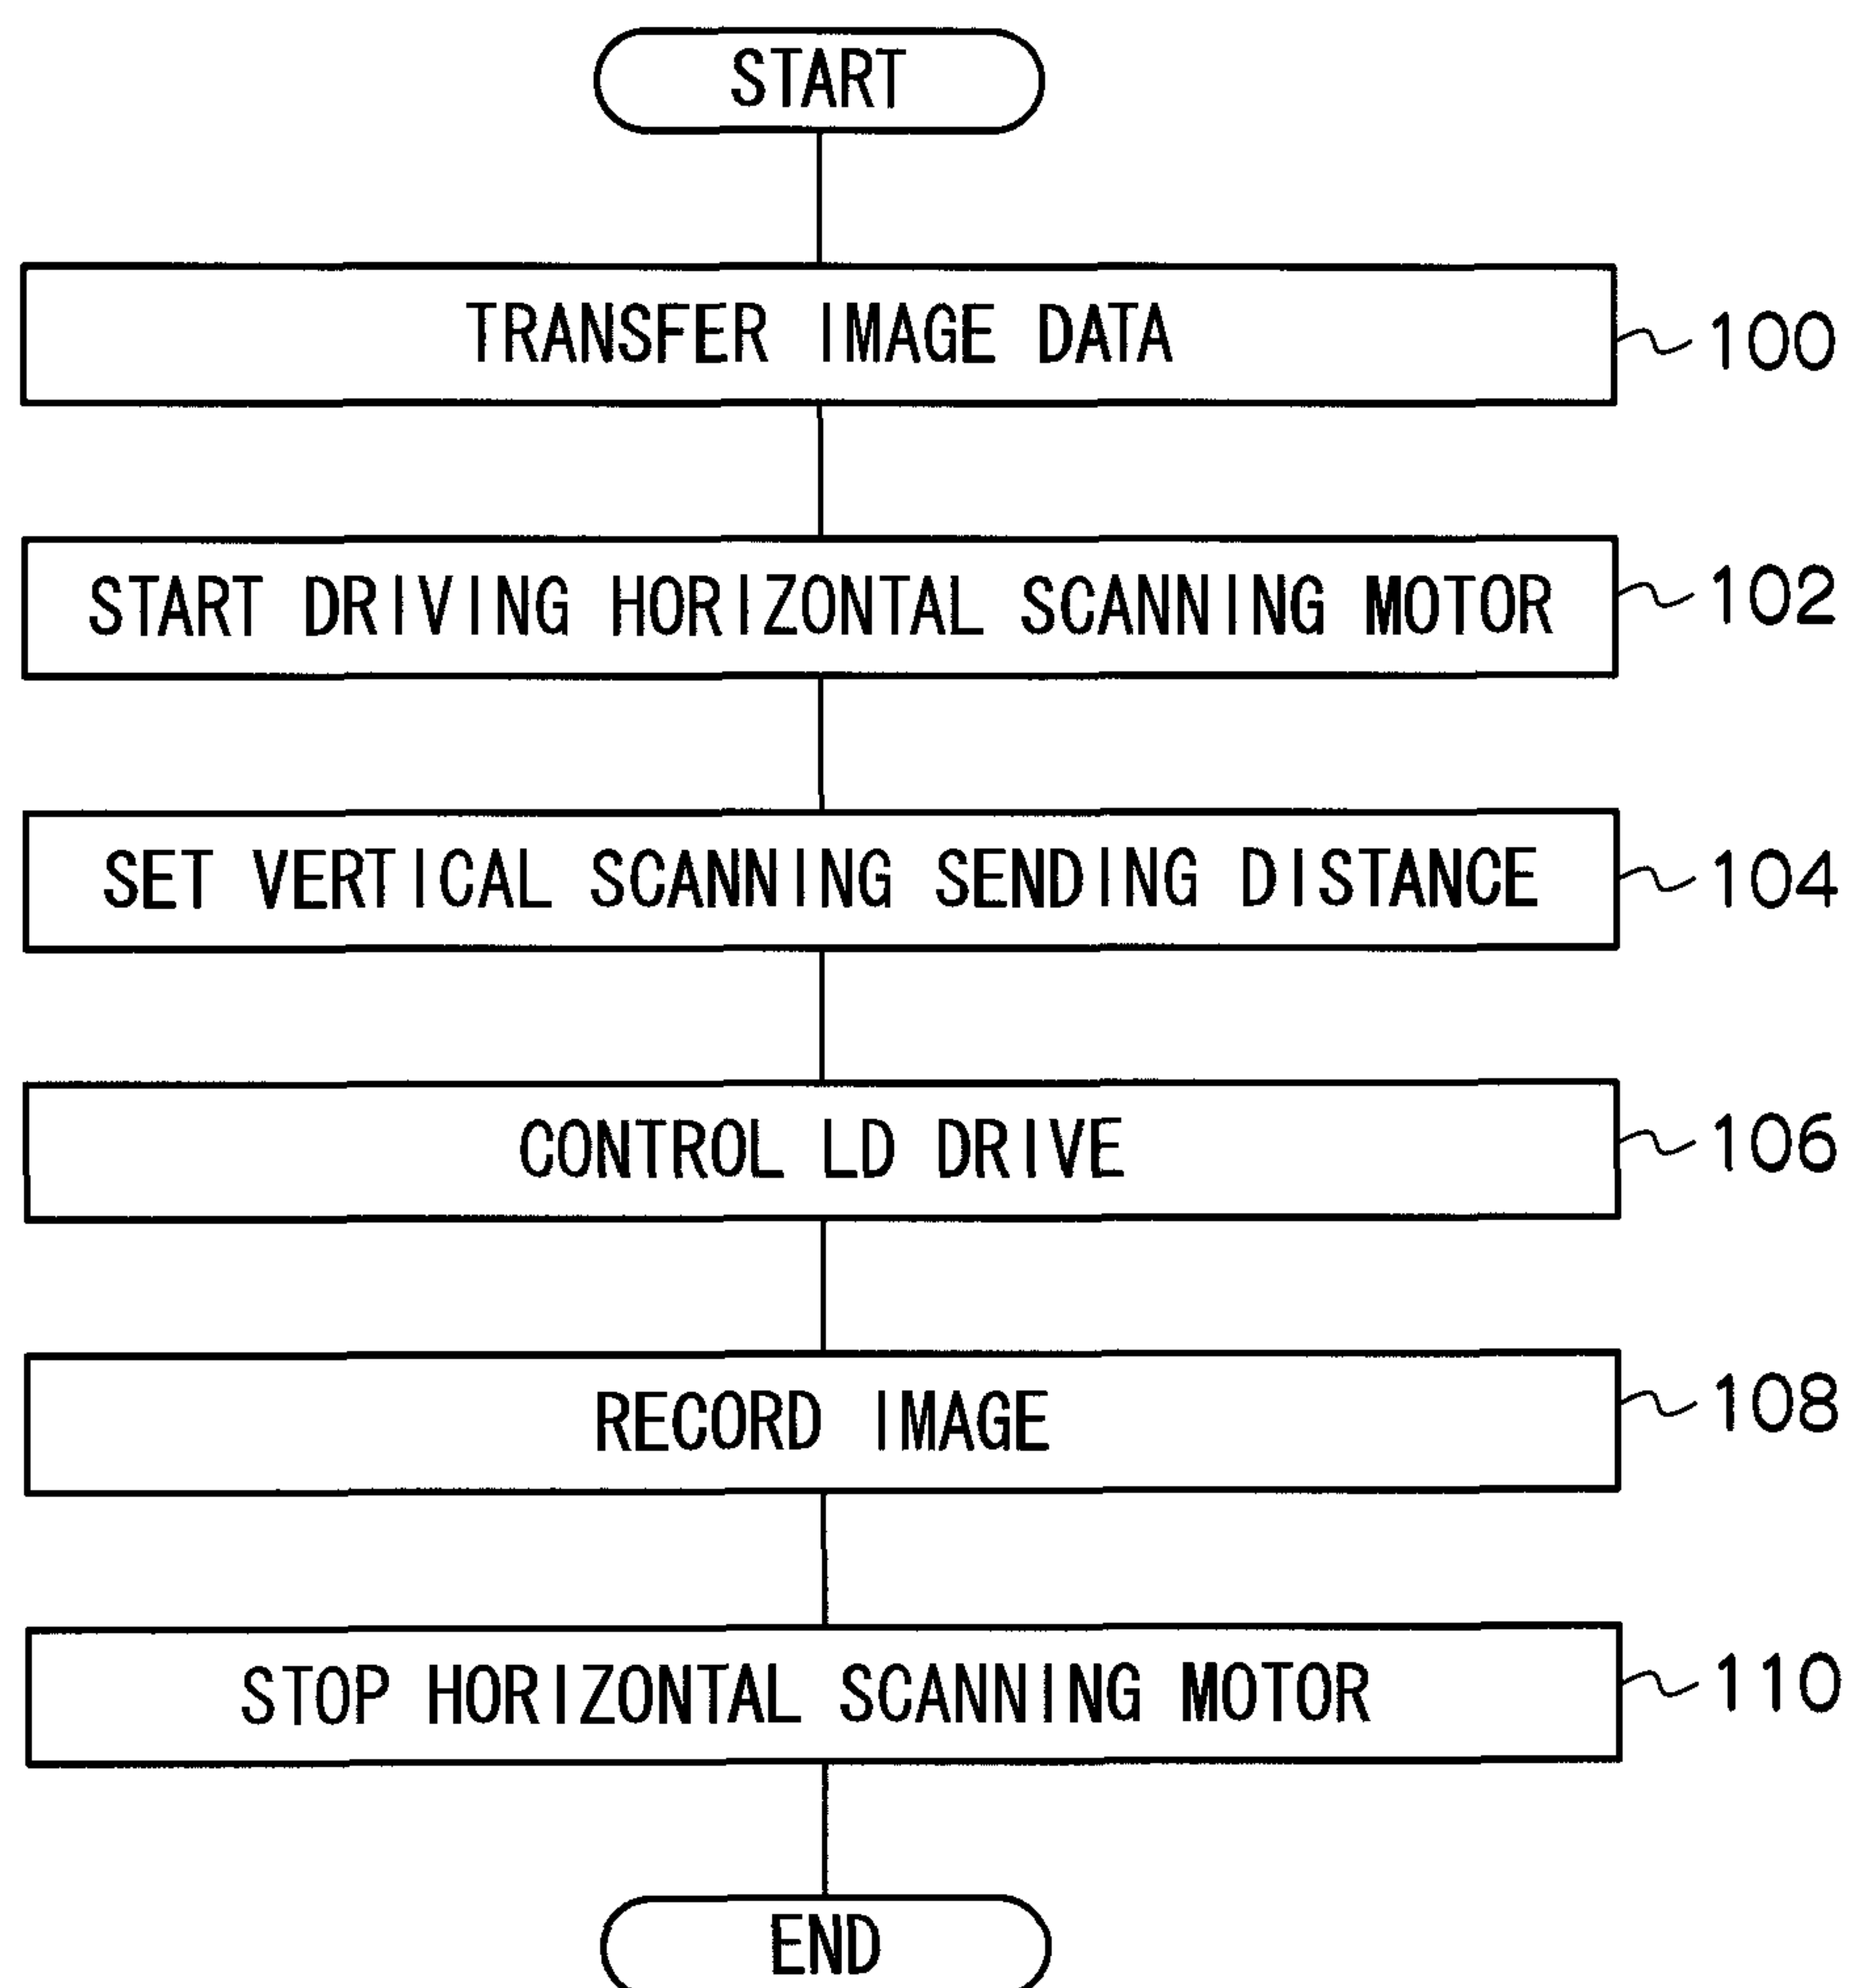 START
TRANSFER IMAGE DATA
100
START DRIVING HORIZONTAL SCANNING MOTOR
102
SET VERTICAL SCANNING SENDING DISTANCE
104
CONTROL LD DRIVE
106
RECORD IMAGE
108
STOP HORIZONTAL SCANNING MOTOR
110
END